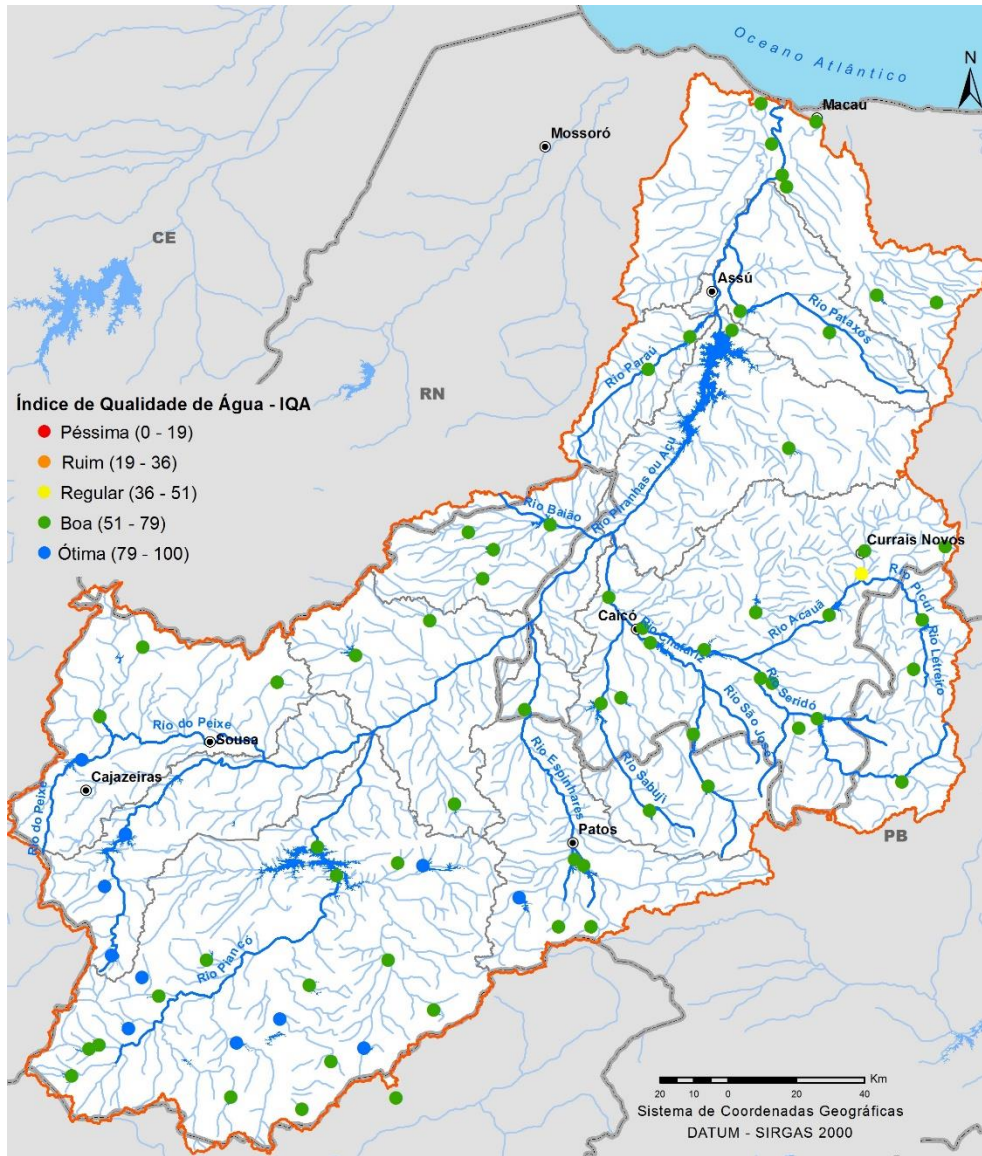 Oceano Atlântico
N
Macau
Mossoró
CE
Assú
Rio Pataxós
Rio Paraú
RN
Índice de Qualidade de Água - IQA
Péssima (0 - 19)
Ruim (19 - 36)
Regular (36 - 51)
Boa (51 - 79)
Ótima (79 - 100)
Rio Piranhas ou Açu
Rio Baião
Currais Novos
Rio Picuí
Caicó
Rio Chafariz
Rio Acauã
Rio Letreiro
Rio Seridó
Rio São José
Rio do Peixe
Sousa
Rio Espinhares
Rio Sabuji
Cajazeiras
Rio do Peixe
Patos
PB
Rio Piancó
20 10 0 20 40 Km
Sistema de Coordenadas Geográficas
DATUM - SIRGAS 2000